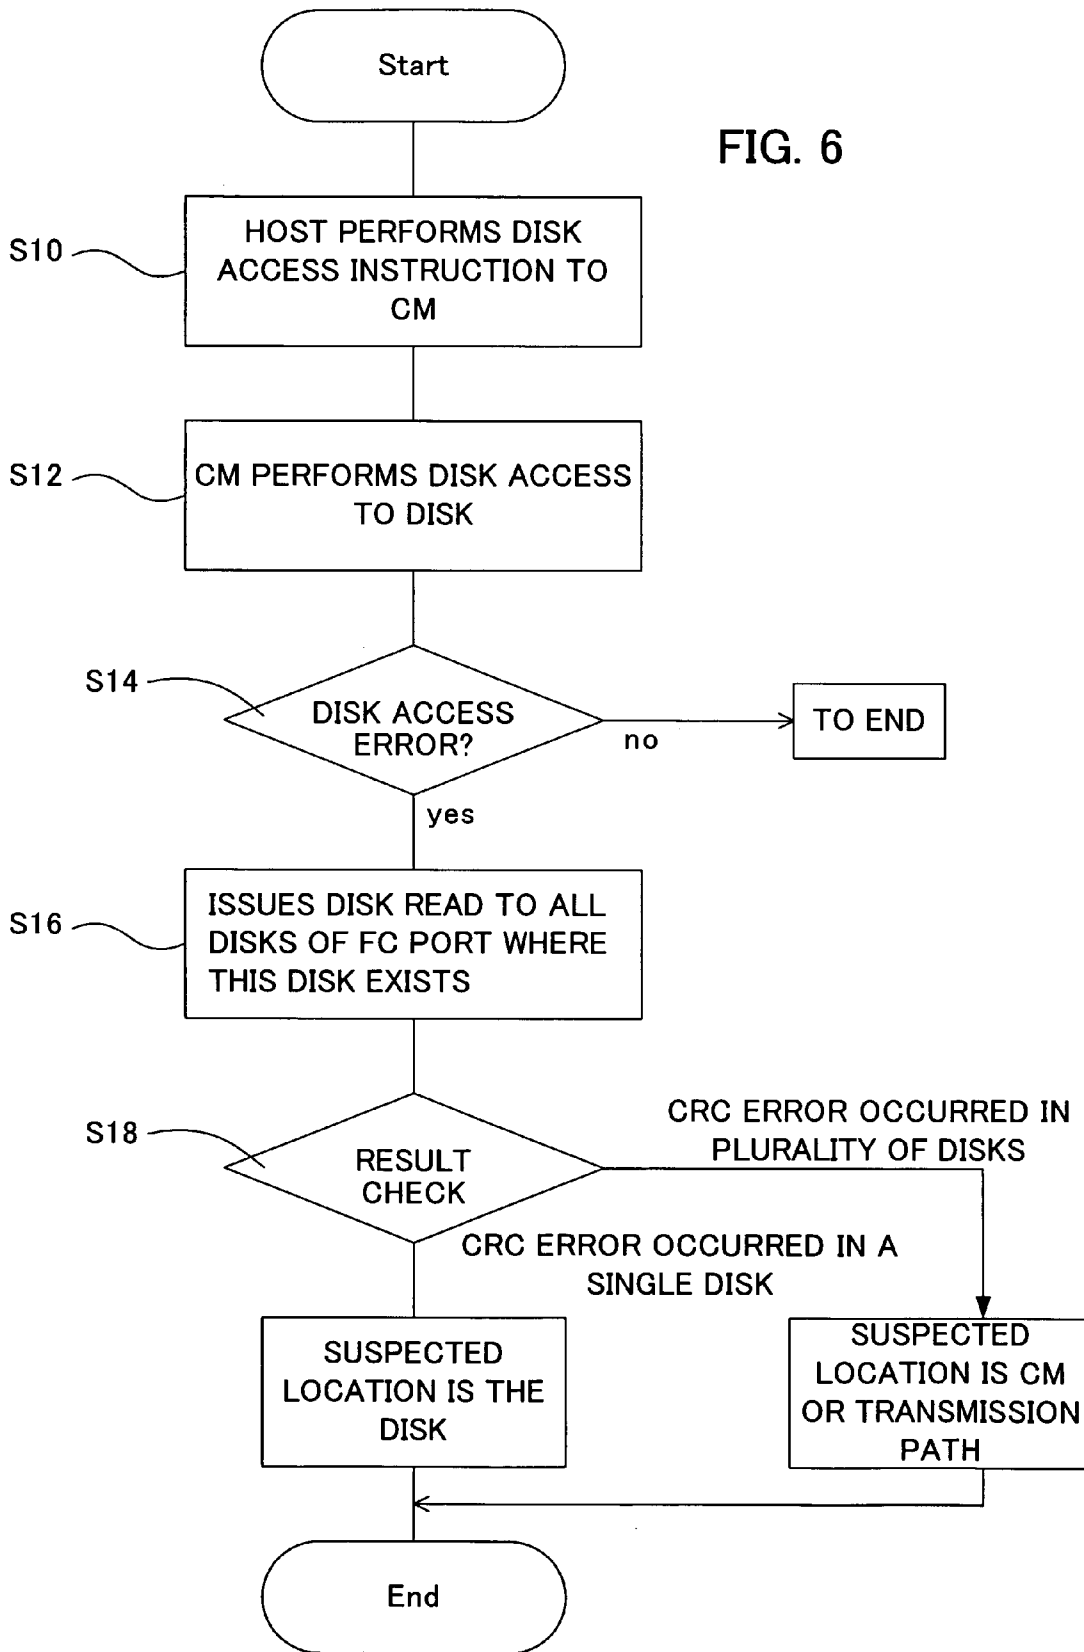 Start
FIG. 6
S10
HOST PERFORMS DISK
ACCESS INSTRUCTION TO
CM
S12
CM PERFORMS DISK ACCESS
TO DISK
S14
DISK ACCESS
ERROR?
no
TO END
yes
S16
ISSUES DISK READ TO ALL
DISKS OF FC PORT WHERE
THIS DISK EXISTS
S18
RESULT
CHECK
CRC ERROR OCCURRED IN
PLURALITY OF DISKS
CRC ERROR OCCURRED IN A
SINGLE DISK
SUSPECTED
LOCATION IS THE
DISK
SUSPECTED
LOCATION IS CM
OR TRANSMISSION
PATH
End